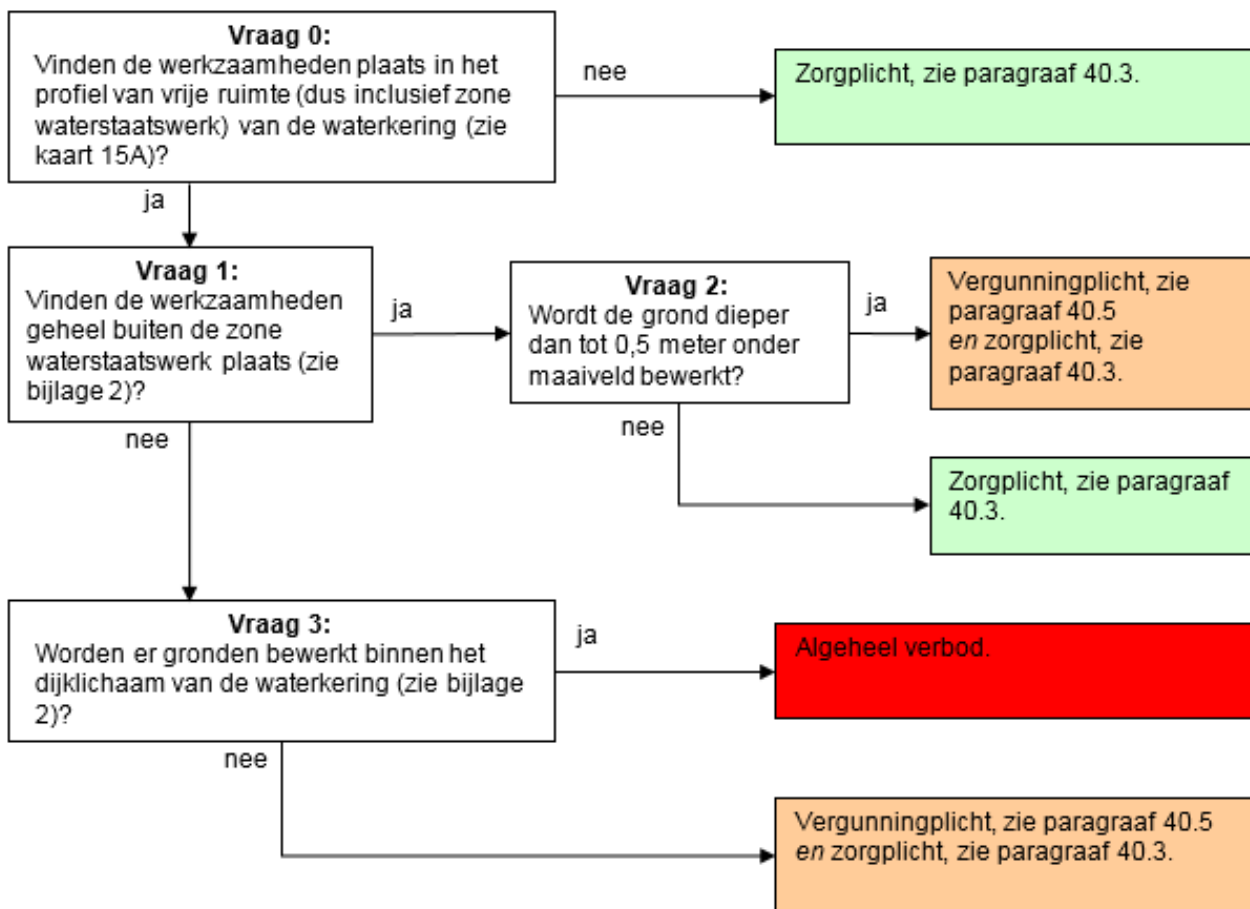 Vraag 0:
Vinden de werkzaamheden plaats in het
profiel van vrije ruimte (dus inclusief zone
waterstaatswerk) van de waterkering (zie
kaart 15A)?
nee
Zorgplicht, zie paragraaf 40.3.
ja
Vraag 1:
Vinden de werkzaamheden
geheel buiten de zone
waterstaatswerk plaats (zie
bijlage 2)?
ja
Vraag 2:
Wordt de grond dieper
dan tot 0,5 meter onder
maaiveld bewerkt?
ja
Vergunningplicht, zie
paragraaf 40.5
en zorgplicht, zie
paragraaf 40.3.
nee
Zorgplicht, zie paragraaf
40.3.
nee
Vraag 3:
Worden er gronden bewerkt binnen het
dijklichaam van de waterkering (zie bijlage
2)?
ja
Algeheel verbod.
nee
Vergunningplicht, zie paragraaf 40.5
en zorgplicht, zie paragraaf 40.3.